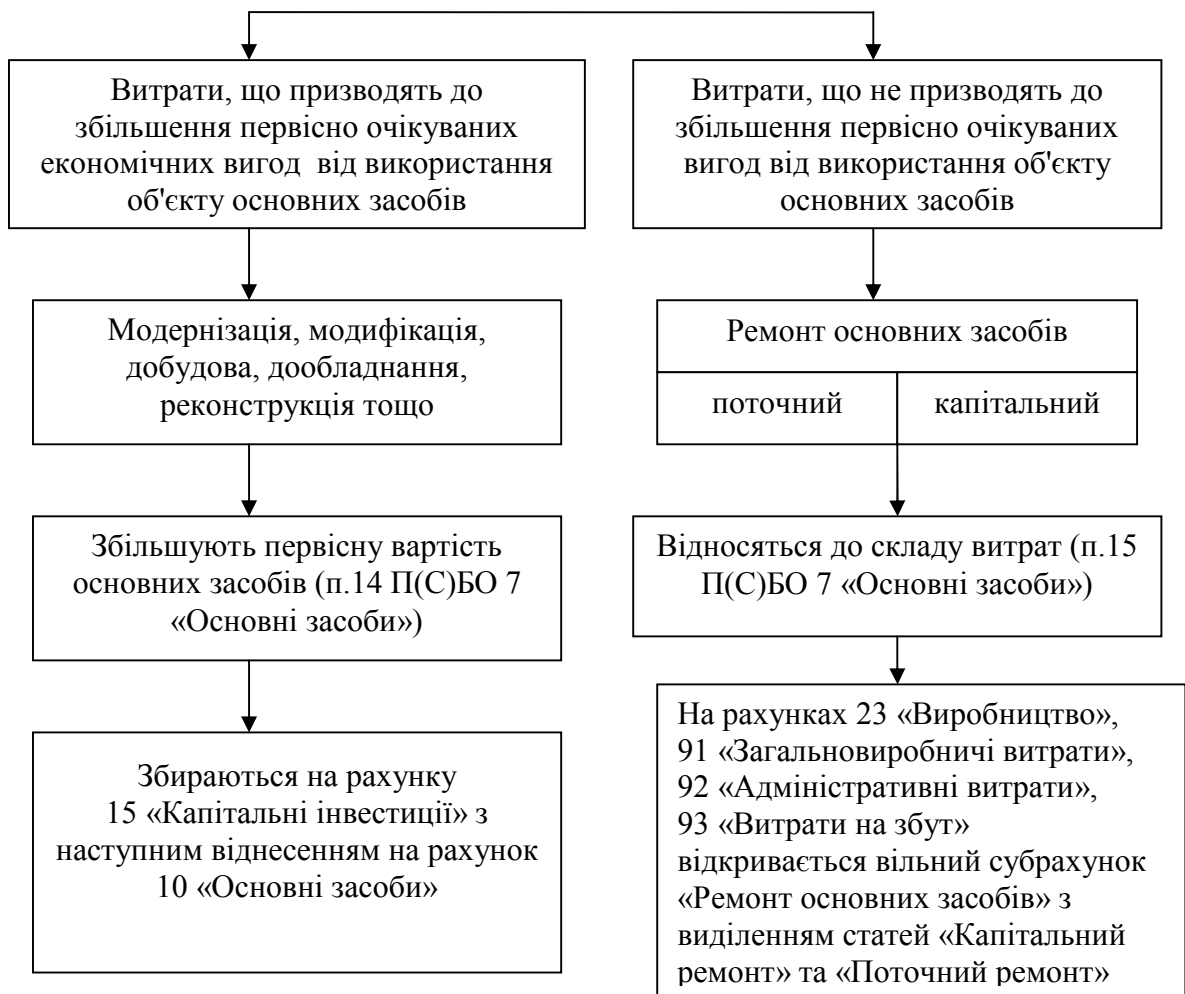 Витрати, що призводять до
збільшення первісно очікуваних
економічних вигод від використання
об'єкту основних засобів
Витрати, що не призводять до
збільшення первісно очікуваних
вигод від використання об'єкту
основних засобів
Модернізація, модифікація,
добудова, дообладнання,
реконструкція тощо
Ремонт основних засобів
поточний
капітальний
Збільшують первісну вартість
основних засобів (п.14 П(С)БО 7
«Основні засоби»)
Відносяться до складу витрат (п.15
П(С)БО 7 «Основні засоби»)
Збираються на рахунку
15 «Капітальні інвестиції» з
наступним віднесенням на рахунок
10 «Основні засоби»
На рахунках 23 «Виробництво»,
91 «Загальновиробничі витрати»,
92 «Адміністративні витрати»,
93 «Витрати на збут»
відкривається вільний субрахунок
«Ремонт основних засобів» з
виділенням статей «Капітальний
ремонт» та «Поточний ремонт»